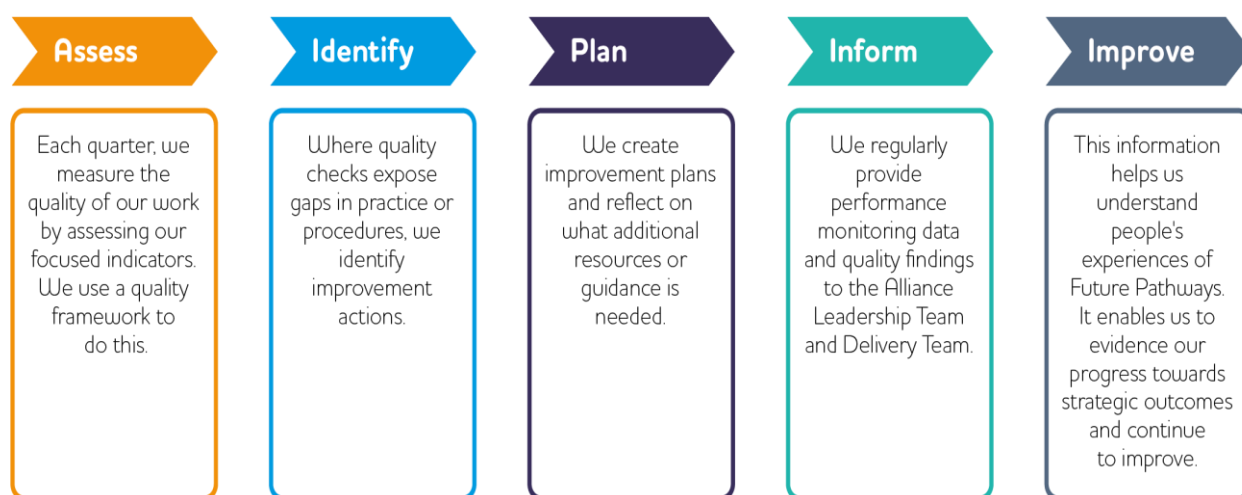 Assess
Each quarter, we
measure the
quality of our work
by assessing our
focused indicators.
We use a quality
framework to
do this.
Identify
Where quality
checks expose
gaps in practice or
procedures, we
identify
improvement
actions.
Plan
We create
improvement plans
and reflect on
what additional
resources or
guidance is
needed.
Inform
We regularly
provide
performance
monitoring data
and quality findings
to the Alliance
Leadership Team
and Delivery Team.
Improve
This information
helps us
understand
people's
experiences of
Future Pathways.
It enables us to
evidence our
progress towards
strategic outcomes
and continue
to improve.